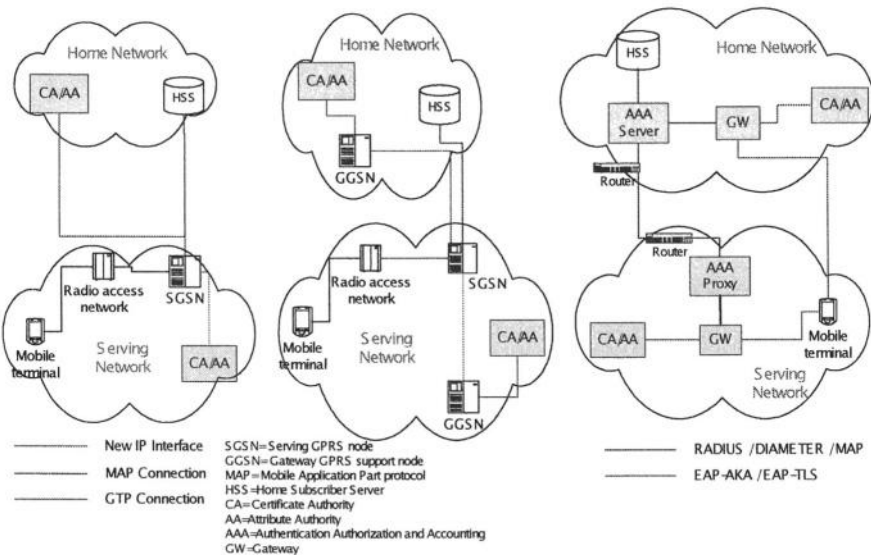 Home Network
CA/AA
HSS
Radio access
network
SGSN
Mobile
terminal
Serving
Network
CA/AA
Home Network
CA/AA
HSS
GGSN
Radio access
network
SGSN
Mobile
terminal
Serving
Network
CA/AA
GGSN
HSS
Home Network
AAA
Server
GW
CA/AA
Router
Router
AAA
Proxy
CA/AA
GW
Mobile
terminal
Serving
Network
New IP Interface
MAP Connection
GTP Connection
SGSN=Serving GPRS node
GGSN=Gateway GPRS support node
MAP=Mobile Application Part protocol
HSS=Home Subscriber Server
CA=Certificate Authority
AA=Attribute Authority
AAA=Authentication Authorization and Accounting
GW=Gateway
RADIUS /DIAMETER /MAP
EAP-AKA /EAP-TLS